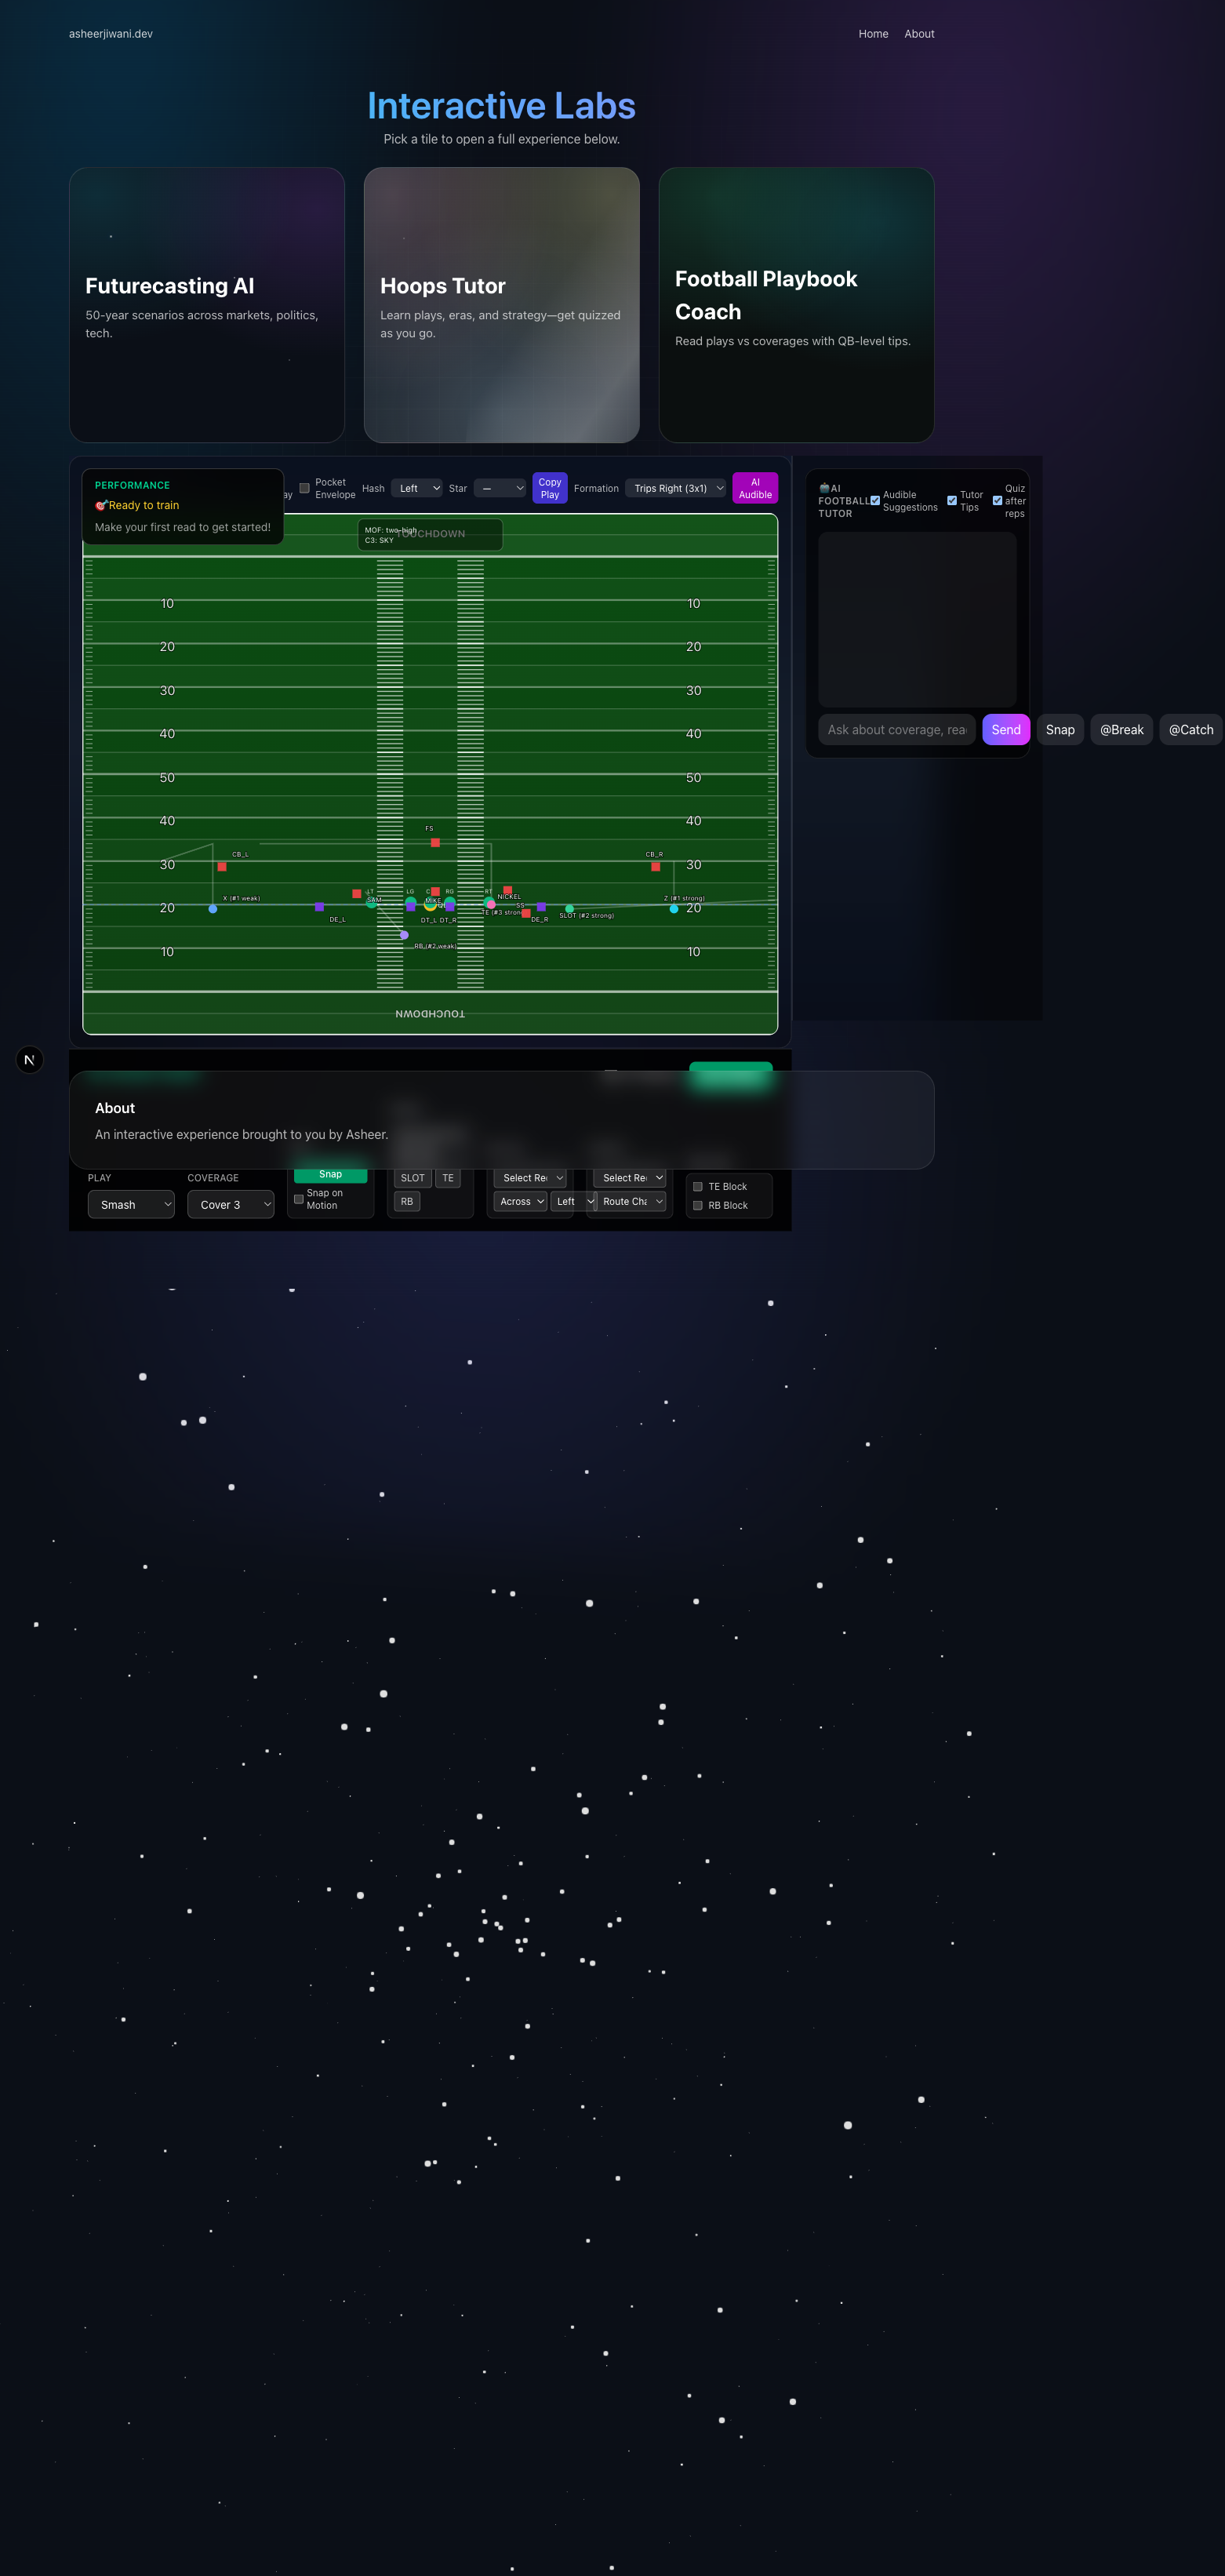 asheerjiwani.dev
Home About
Interactive Labs
Pick a tile to open a full experience below.
Futurecasting AI
50-year scenarios across markets, politics,
tech.
Hoops Tutor
Learn plays, eras, and strategy—get quizzed
as you go.
Football Playbook
Coach
Read plays vs coverages with QB-level tips.
PERFORMANCE
🎯Ready to train
Make your first read to get started!
ay
Pocket
Envelope
Hash
Left
Star
—
Copy
Play
Formation
Trips Right (3x1)
AI
Audible
MOF: two-high
C3: SKY
TOUCHDOWN
10 10
20 20
30 30
40 40
50 50
40 40
FS
CB_L
CB_R
30 30
LT
LG
C
RG
RT
NICKEL
X (#1 weak)
SAM
MIKE
SS
Z (#1 strong)
20 20
TE (#3 strong
SLOT (#2 strong)
DE_L
DT_L DT_R
DE_R
RB (#2 weak)
10 10
TOUCHDOWN
🤖AI
FOOTBALL
TUTOR
Audible
Suggestions
Tutor
Tips
Quiz
after
reps
Ask about coverage, rea
Send
Snap
@Break
@Catch
N
About
An interactive experience brought to you by Asheer.
PLAY
Smash
COVERAGE
Cover 3
Snap
Snap on
Motion
SLOT
TE
RB
Select Re
Across
Left
Select Re
Route Cha
TE Block
RB Block